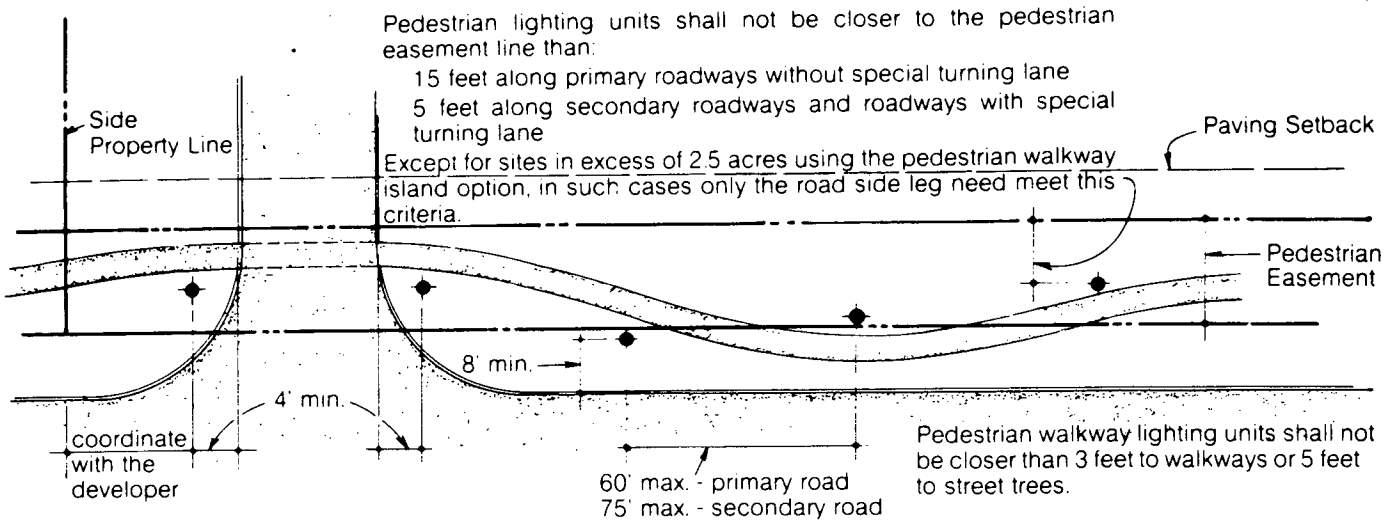 Pedestrian lighting units shall not be closer to the pedestrian
easement line than:
15 feet along primary roadways without special turning lane
5 feet along secondary roadways and roadways with special
turning lane
Except for sites in excess of 2.5 acres using the pedestrian walkway
island option, in such cases only the road side leg need meet this
criteria.
Side
Property Line
Paving Setback
Pedestrian
Easement
8' min.
4' min.
coordinate
with the
developer
60' max. - primary road
75' max. - secondary road
Pedestrian walkway lighting units shall not
be closer than 3 feet to walkways or 5 feet
to street trees.